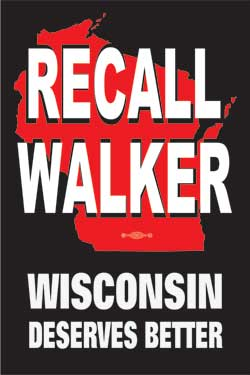 RECALL
WALKER
WISCONSIN
DESERVES BETTER